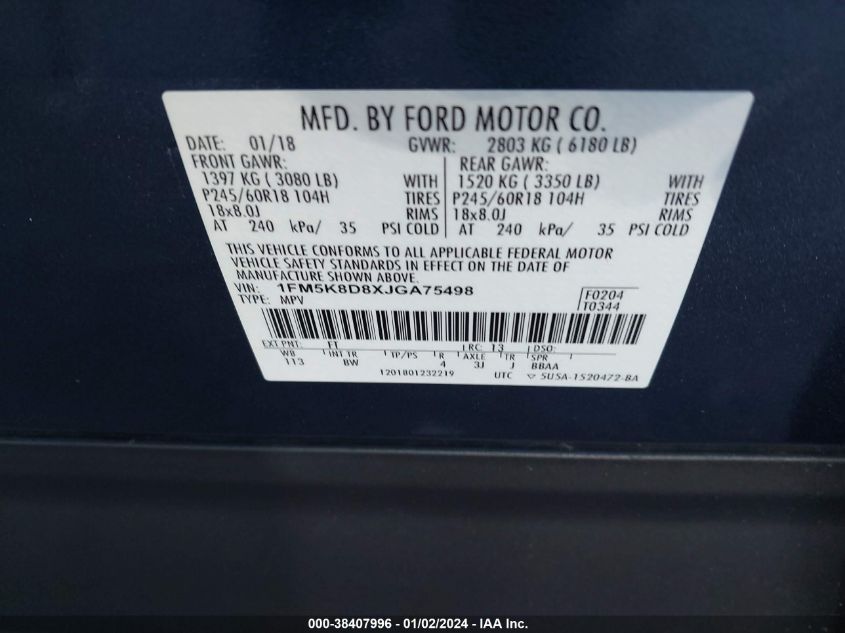 MFD. BY FORD MOTOR CO.
DATE: 01/18 GVWR: 2803 KG ( 6180 LB)
FRONT GAWR: REAR GAWR:
1397 KG ( 3080 LB) WITH 1520 KG ( 3350 LB) WITH
P245/60R18 104H TIRES P245/60R18 104H TIRES
18x8.0J RIMS 18x8.0J RIMS
AT 240 kPa/ 35 PSI COLD AT 240 kPa/ 35 PSI COLD
THIS VEHICLE CONFORMS TO ALL APPLICABLE FEDERAL MOTOR
VEHICLE SAFETY STANDARDS IN EFFECT ON THE DATE OF
MANUFACTURE SHOWN ABOVE.
VIN: 1FM5K8D8XJGA75498 F0204
TYPE: MPV T0344
EXT PNT: FT RC: 13 DSO:
WB INT TR TP/PS R AXLE TR SPR
113 BW 4 3J J BBAA
1201801232219 UTC ▽ 5USA-1520472-BA
000-38407996 - 01/02/2024 - IAA Inc.